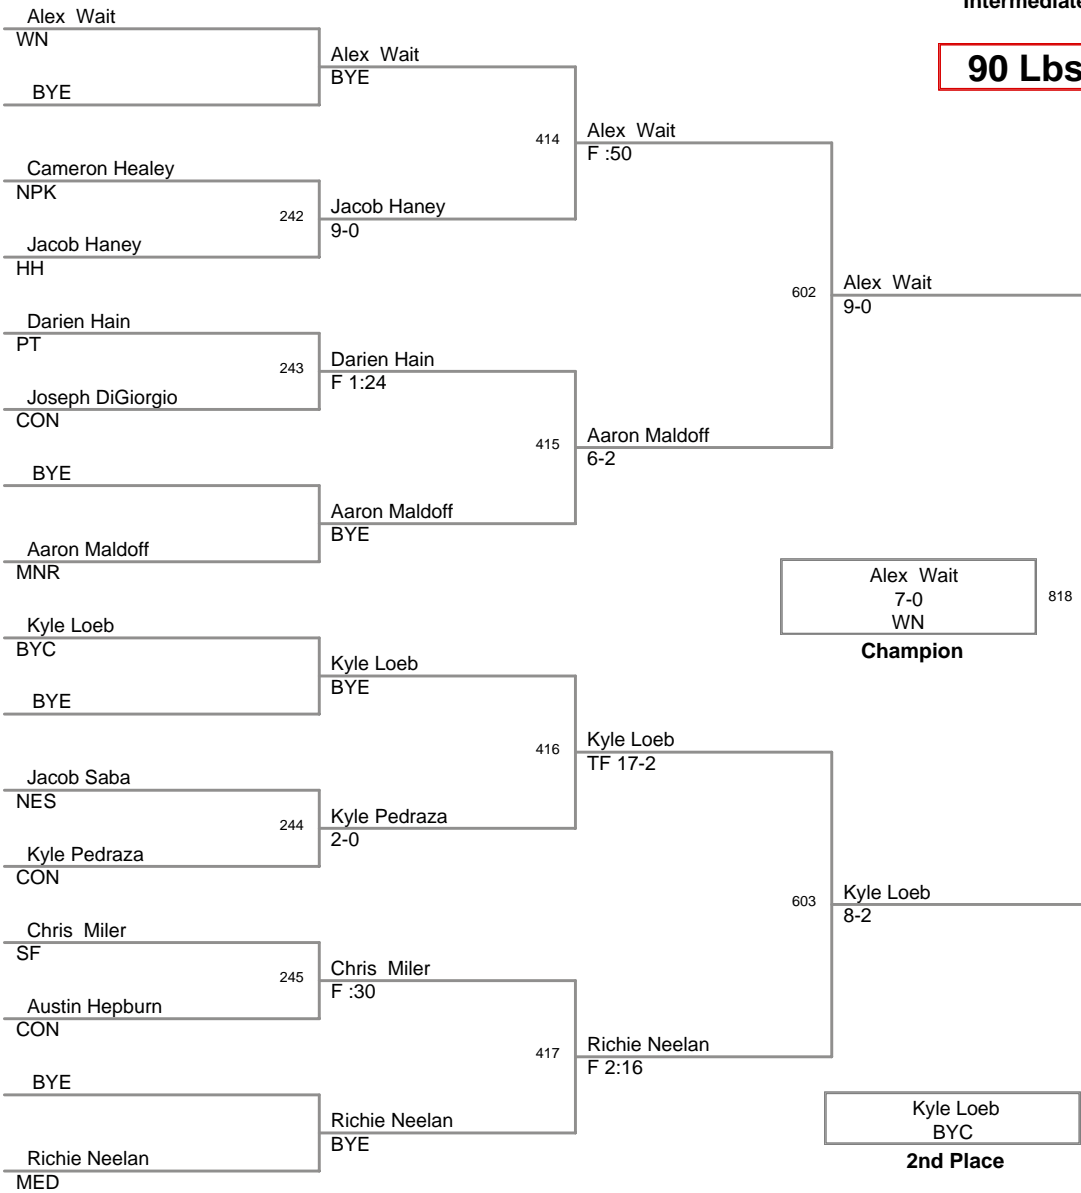 Intermediate
90 Lbs
Alex Wait
WN
BYE
Cameron Healey
NPK
Jacob Haney
HH
Darien Hain
PT
Joseph DiGiorgio
CON
BYE
Aaron Maldoff
MNR
Kyle Loeb
BYC
BYE
Jacob Saba
NES
Kyle Pedraza
CON
Chris Miler
SF
Austin Hepburn
CON
BYE
Richie Neelan
MED
Alex Wait
BYE
242
Jacob Haney
9-0
243
Darien Hain
F 1:24
Aaron Maldoff
BYE
Kyle Loeb
BYE
244
Kyle Pedraza
2-0
245
Chris Miler
F :30
Richie Neelan
BYE
414
Alex Wait
F :50
415
Aaron Maldoff
6-2
416
Kyle Loeb
TF 17-2
417
Richie Neelan
F 2:16
602
Alex Wait
9-0
603
Kyle Loeb
8-2
Alex Wait
7-0
WN
818
Champion
Kyle Loeb
BYC
2nd Place